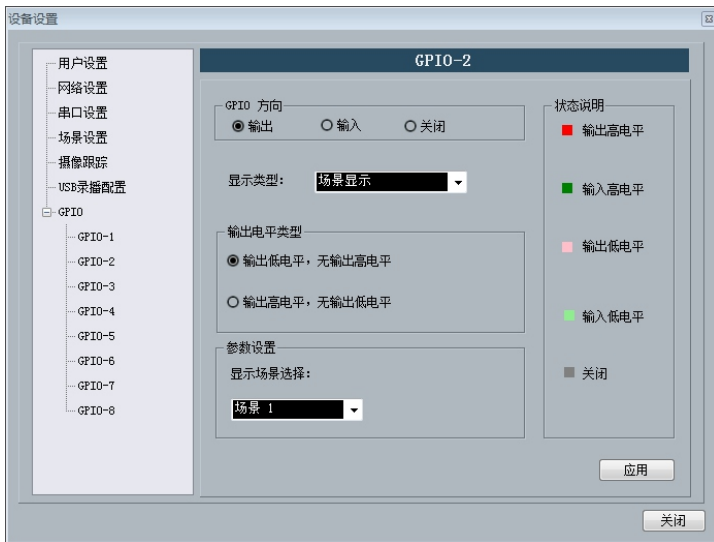 设备设置
用户设置
网络设置
串口设置
场景设置
摄像跟踪
USB录播配置
GPIO
GPIO-1
GPIO-2
GPIO-3
GPIO-4
GPIO-5
GPIO-6
GPIO-7
GPIO-8
GPIO-2
GPIO 方向
输出 输入 关闭
显示类型: 场景显示
输出电平类型
输出低电平，无输出高电平
输出高电平，无输出低电平
参数设置
显示场景选择:
场景 1
状态说明
输出高电平
输入高电平
输出低电平
输入低电平
关闭
应用
关闭